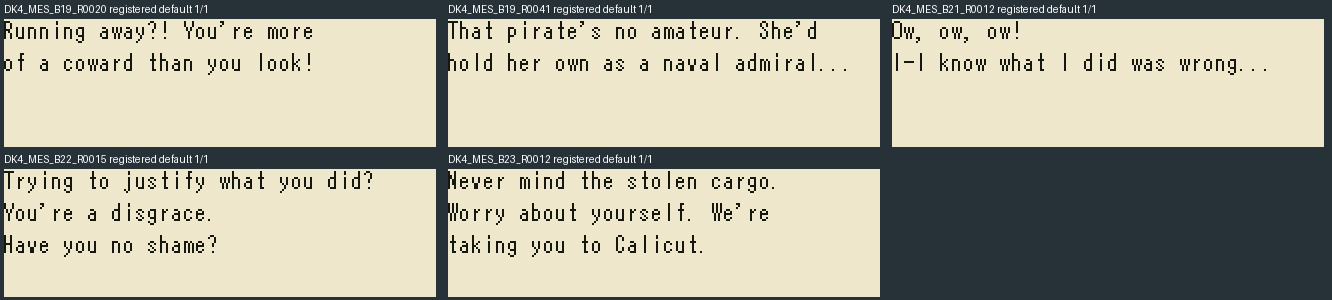 DK4_MES_B19_R0020 registered default 1/1
Running away?! You're more
of a coward than you look!
DK4_MES_B19_R0041 registered default 1/1
That pirate's no amateur. She'd
hold her own as a naval admiral...
DK4_MES_B21_R0012 registered default 1/1
Ow, ow, ow!
I-I know what I did was wrong...
DK4_MES_B22_R0015 registered default 1/1
Trying to justify what you did?
You're a disgrace.
Have you no shame?
DK4_MES_B23_R0012 registered default 1/1
Never mind the stolen cargo.
Worry about yourself. We're
taking you to Calicut.